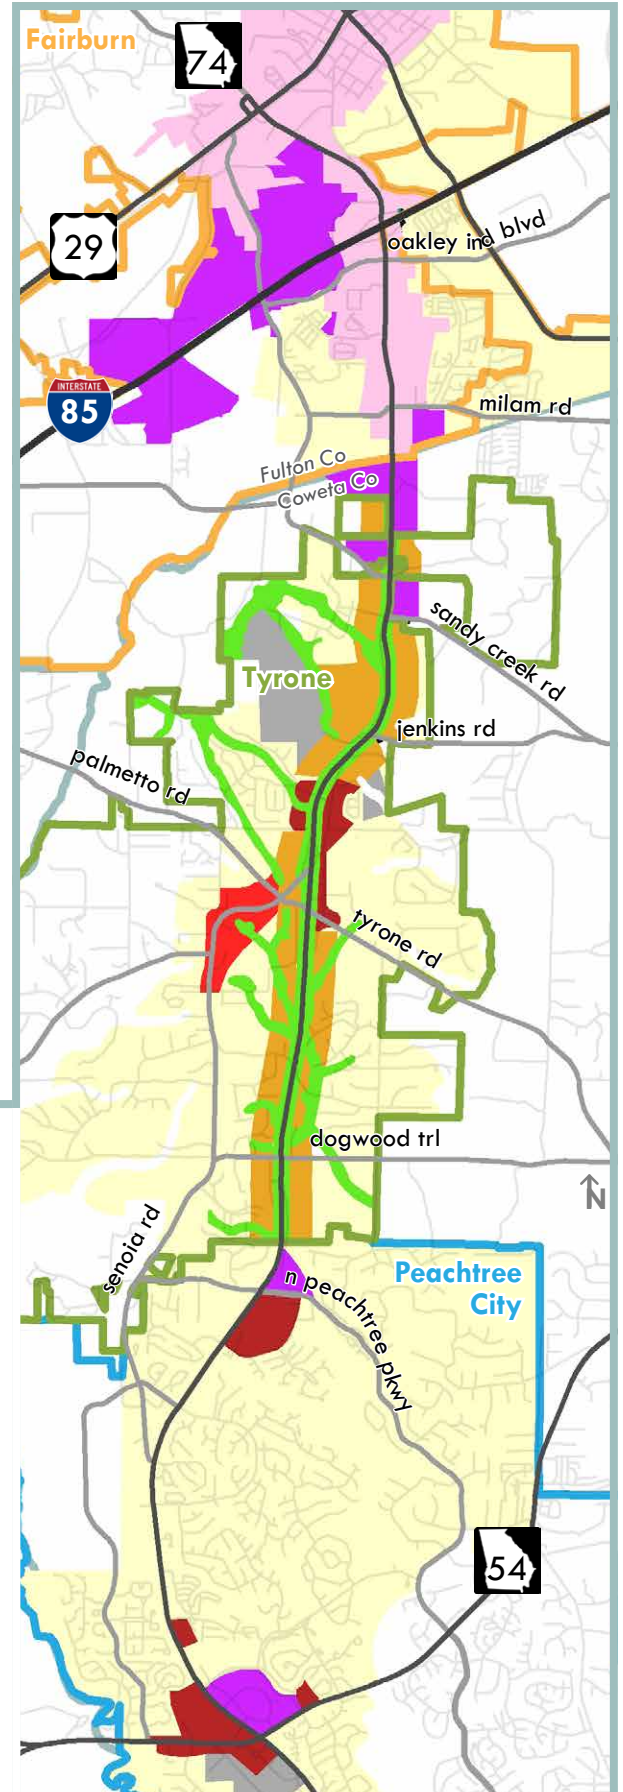 Fairburn
74
29
oakley ind blvd
INTERSTATE
85
milam rd
Fulton Co
Coweta Co
sandy creek rd
Tyrone
jenkins rd
palmetto rd
tyrone rd
dogwood trl
N
senoia rd
Peachtree
City
n peachtree pkwy
54